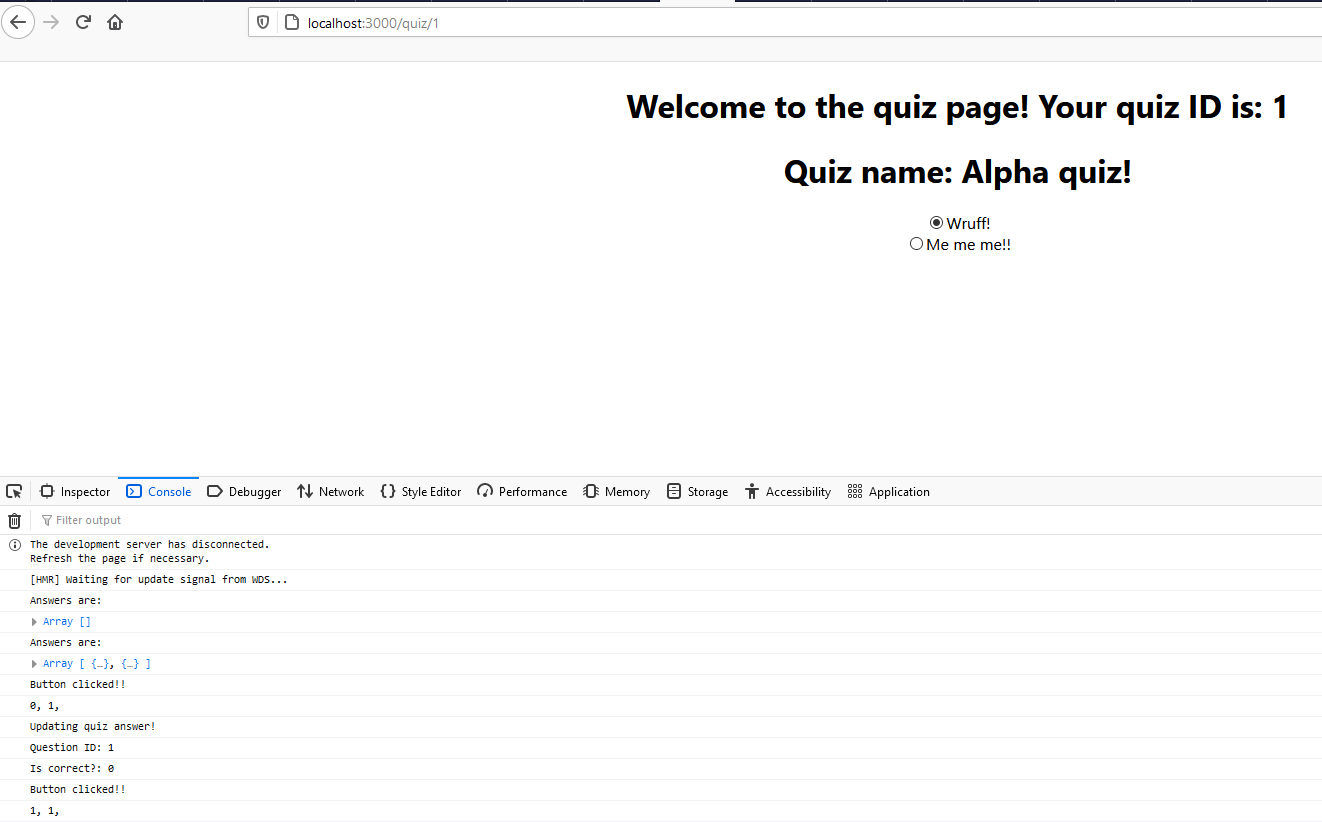 localhost:3000/quiz/1
Welcome to the quiz page! Your quiz ID is: 1
Quiz name: Alpha quiz!
Wruff!
Me me me!!
Inspector Console Debugger Network Style Editor Performance Memory Storage Accessibility Application
Filter output
The development server has disconnected.
Refresh the page if necessary.
[HMR] Waiting for update signal from WDS...
Answers are:
Array []
Answers are:
Array [ {…}, {…} ]
Button clicked!!
0, 1,
Updating quiz answer!
Question ID: 1
Is correct?: 0
Button clicked!!
1, 1,